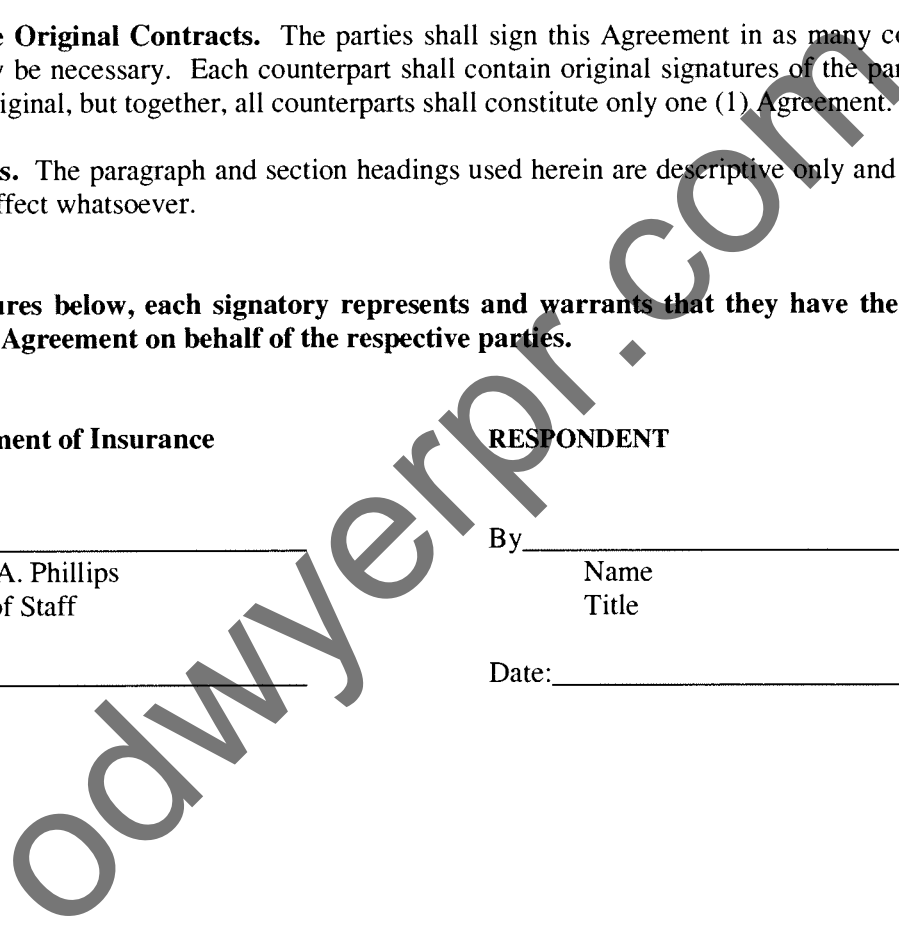 e Original Contracts. The parties shall sign this Agreement in as many co
y be necessary. Each counterpart shall contain original signatures of the par
iginal, but together, all counterparts shall constitute only one (1) Agreement.
s. The paragraph and section headings used herein are descriptive only and
ffect whatsoever.
ures below, each signatory represents and warrants that they have the
Agreement on behalf of the respective parties.
ment of Insurance RESPONDENT
By
A. Phillips Name
of Staff Title
Date:
odwyerpr.com